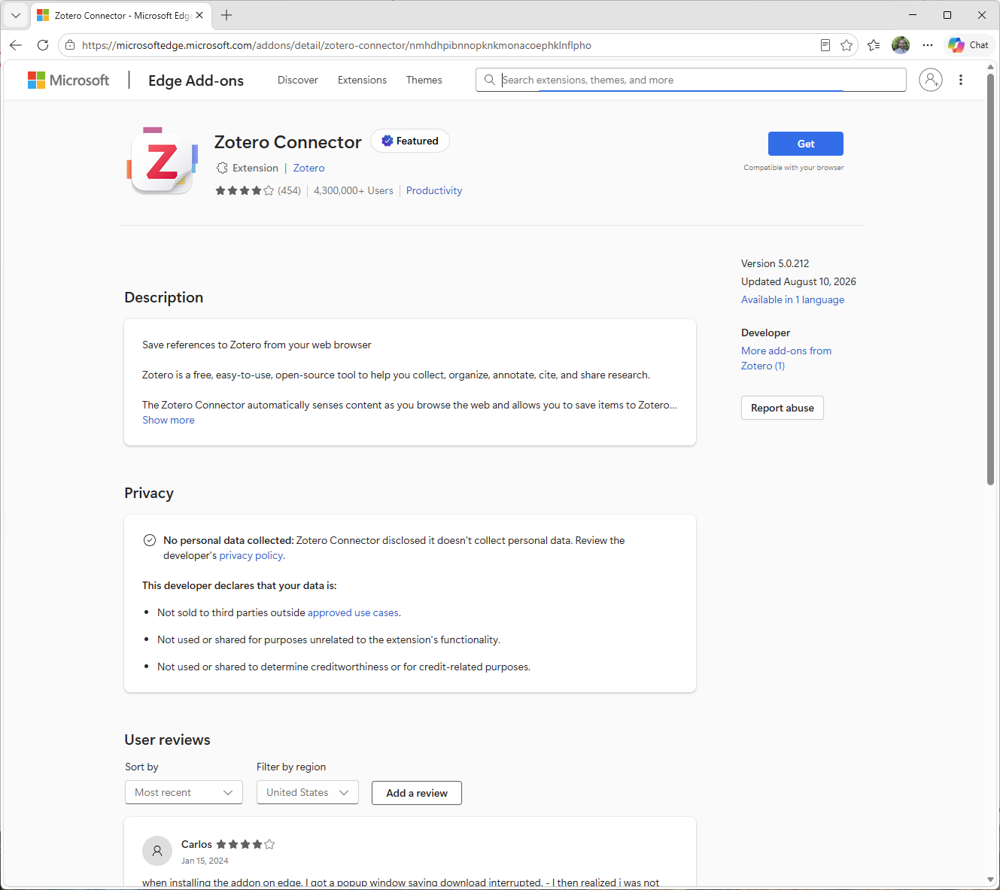 Zotero Connector - Microsoft Edge
https://microsoftedge.microsoft.com/addons/detail/zotero-connector/nmhdhpibnnopknkmonacoephklnflpho
Chat
Microsoft
Edge Add-ons
Discover
Extensions
Themes
Search extensions, themes, and more
Z
Zotero Connector
Featured
Extension | Zotero
(454)
4,300,000+ Users
Productivity
Get
Compatible with your browser
Version 5.0.212
Updated August 10, 2026
Available in 1 language
Developer
More add-ons from
Zotero (1)
Report abuse
Description
Save references to Zotero from your web browser
Zotero is a free, easy-to-use, open-source tool to help you collect, organize, annotate, cite, and share research.
The Zotero Connector automatically senses content as you browse the web and allows you to save items to Zotero...
Show more
Privacy
No personal data collected: Zotero Connector disclosed it doesn't collect personal data. Review the
developer's privacy policy.
This developer declares that your data is:
• Not sold to third parties outside approved use cases.
• Not used or shared for purposes unrelated to the extension's functionality.
• Not used or shared to determine creditworthiness or for credit-related purposes.
User reviews
Sort by
Filter by region
Most recent
United States
Add a review
Carlos
Jan 15, 2024
when installing the addon on edge, I got a popup window saying download interrupted. - I then realized i was not